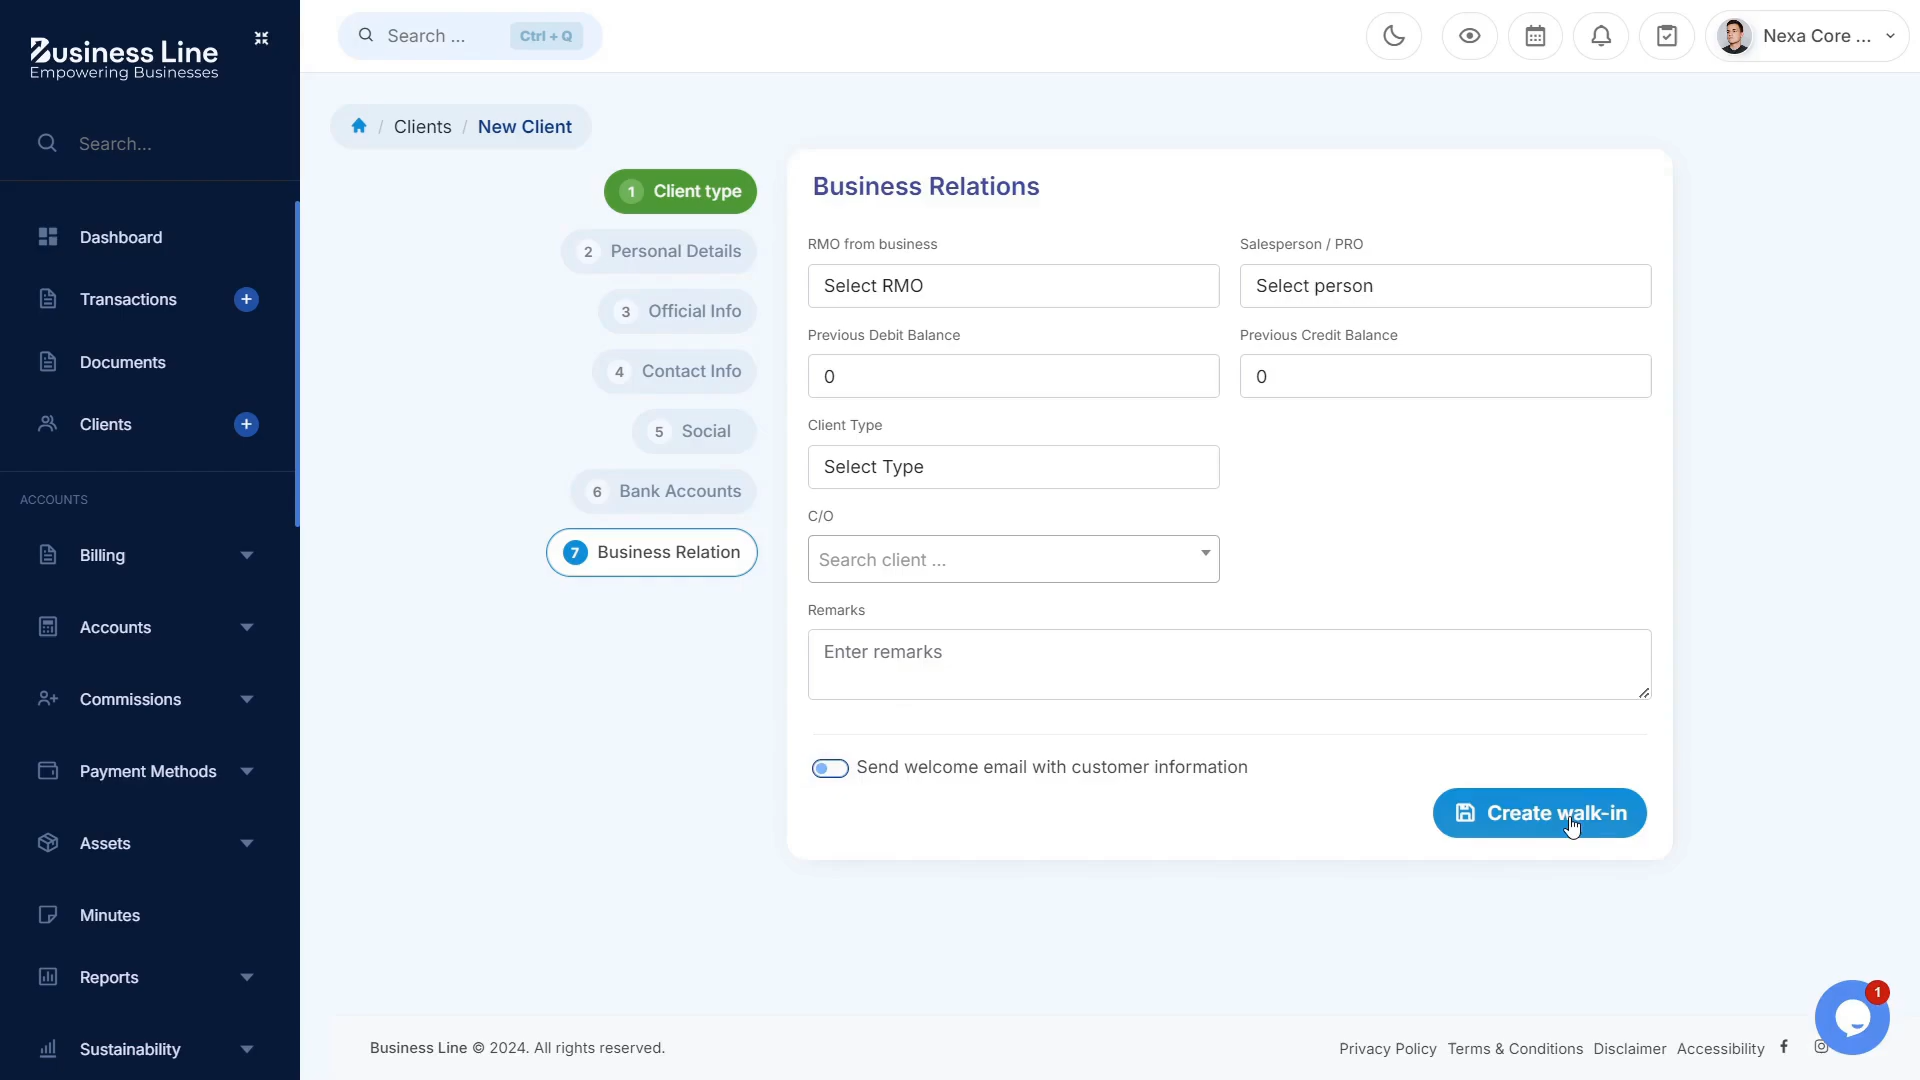 Business Line
Empowering Businesses
Search...
Dashboard
Transactions
Documents
Clients
ACCOUNTS
Billing
Accounts
Commissions
Payment Methods
Assets
Minutes
Reports
Sustainability
Search ... Ctrl + Q
Nexa Core ...
/ Clients / New Client
1 Client type
2 Personal Details
3 Official Info
4 Contact Info
5 Social
6 Bank Accounts
7 Business Relation
Business Relations
RMO from business Salesperson / PRO
Select RMO Select person
Previous Debit Balance Previous Credit Balance
0 0
Client Type
Select Type
C/O
Search client ...
Remarks
Enter remarks
Send welcome email with customer information
Create walk-in
1
Business Line © 2024. All rights reserved.
Privacy Policy Terms & Conditions Disclaimer Accessibility